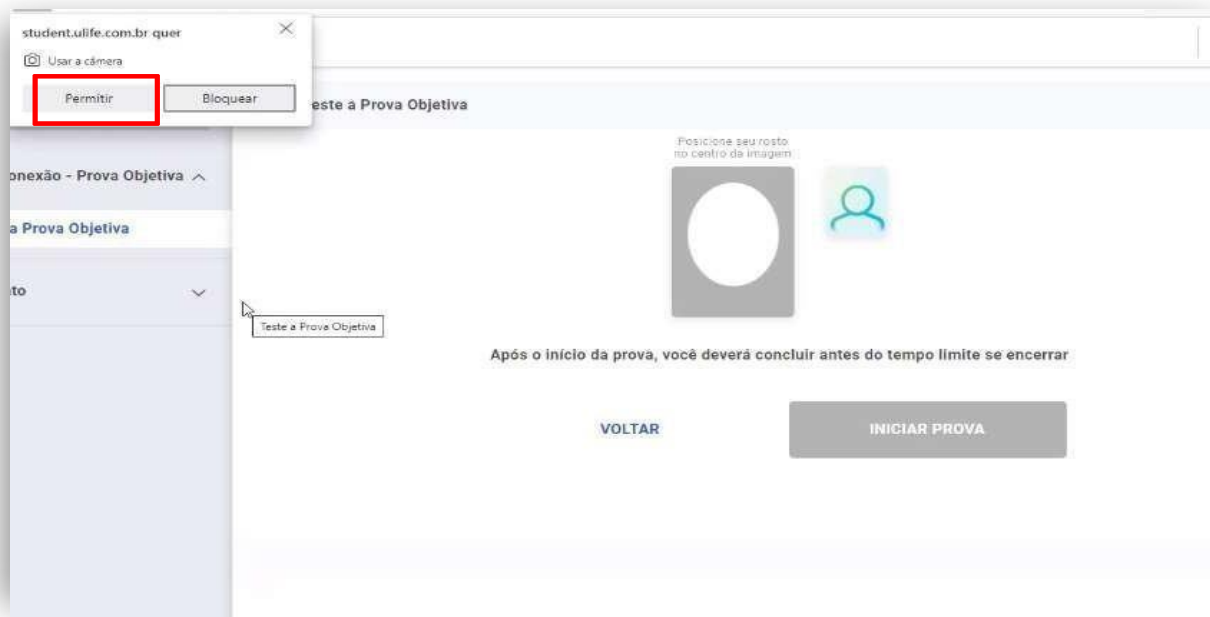 student.ulife.com.br quer
Usar a câmera
Permitir
Bloquear
este a Prova Objetiva
onexão - Prova Objetiva
a Prova Objetiva
to
Teste a Prova Objetiva
Posicione seu rosto
no centro da imagem
Após o início da prova, você deverá concluir antes do tempo limite se encerrar
VOLTAR
INICIAR PROVA